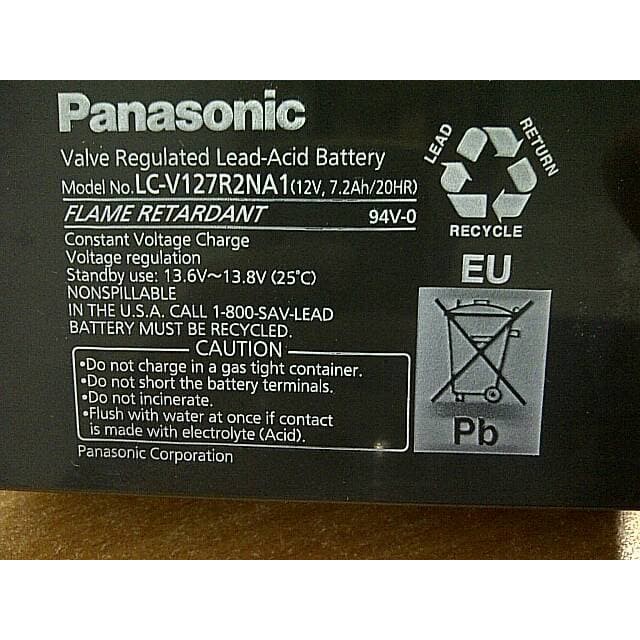 Panasonic
Valve Regulated Lead-Acid Battery
Model No. LC-V127R2NA1 (12V, 7.2Ah/20HR)
FLAME RETARDANT 94V-0
Constant Voltage Charge
Voltage regulation
Standby use: 13.6V~13.8V (25°C)
NONSPILLABLE
IN THE U.S.A. CALL 1-800-SAV-LEAD
BATTERY MUST BE RECYCLED.
CAUTION
•Do not charge in a gas tight container.
•Do not short the battery terminals.
•Do not incinerate.
•Flush with water at once if contact
is made with electrolyte (Acid).
Panasonic Corporation
LEAD
RETURN
RECYCLE
EU
Pb